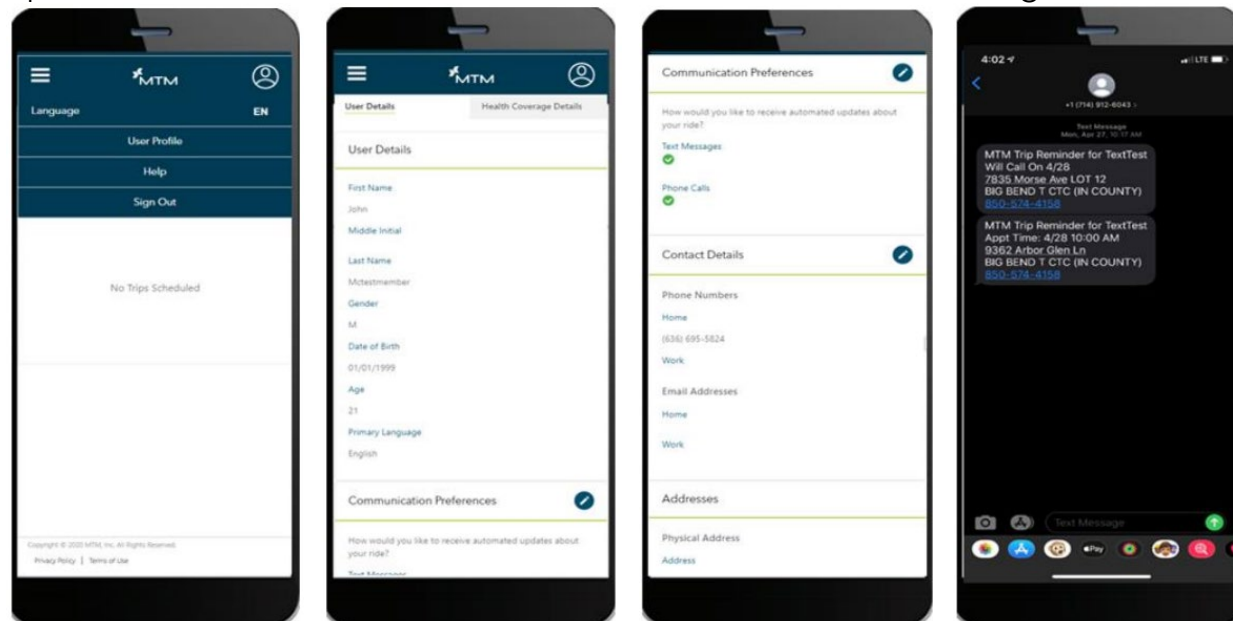 MTM
Language EN
User Profile
Help
Sign Out
No Trips Scheduled
Copyright © 2020 MTM, Inc. All Rights Reserved.
Privacy Policy | Terms of Use
MTM
User Details Health Coverage Details
User Details
First Name
John
Middle Initial
Last Name
Mctestmember
Gender
M
Date of Birth
01/01/1999
Age
21
Primary Language
English
Communication Preferences
How would you like to receive automated updates about
your ride?
Text Messages
Communication Preferences
How would you like to receive automated updates about
your ride?
Text Messages
Phone Calls
Contact Details
Phone Numbers
Home
(636) 695-5824
Work
Email Addresses
Home
Work
Addresses
Physical Address
Address
4:02 LTE
+1 (714) 912-6043 >
Text Message
Mon, Apr 27, 10:17 AM
MTM Trip Reminder for TextTest
Will Call On 4/28
7835 Morse Ave LOT 12
BIG BEND T CTC (IN COUNTY)
850-574-4158
MTM Trip Reminder for TextTest
Appt Time: 4/28 10:00 AM
9362 Arbor Glen Ln
BIG BEND T CTC (IN COUNTY)
850-574-4158
Text Message
Pay